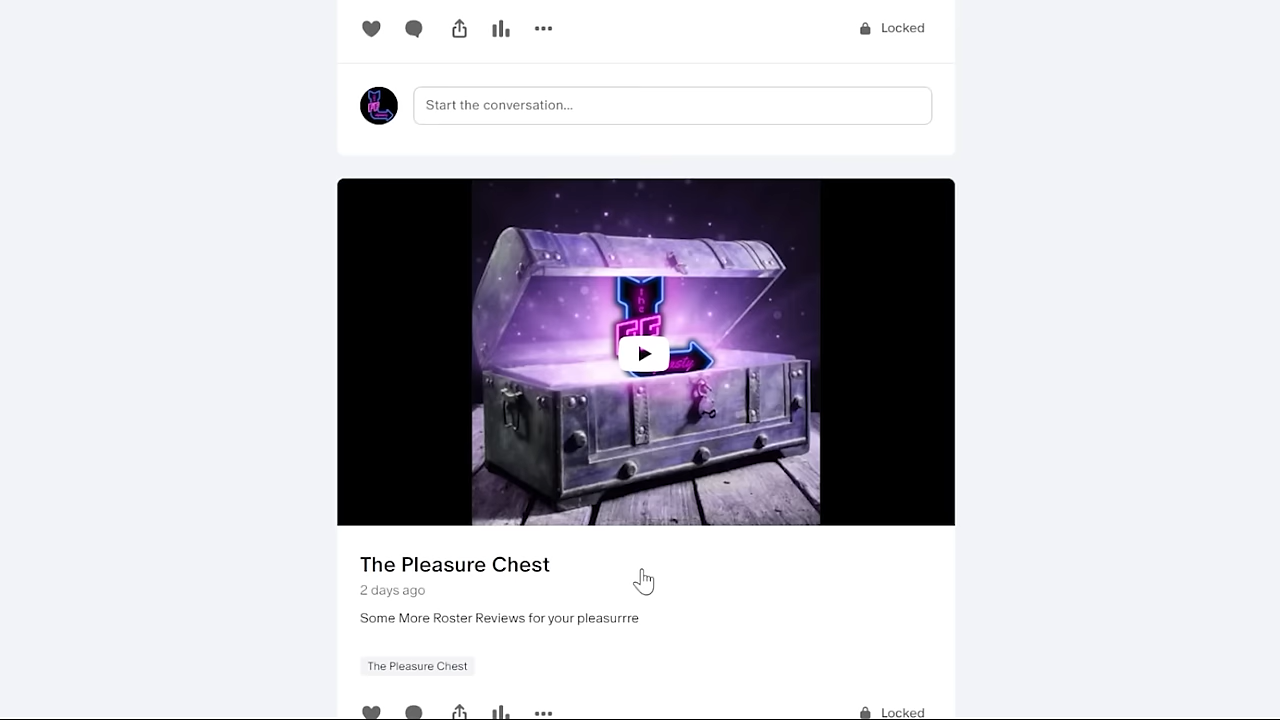 Locked
Start the conversation...
the
The Pleasure Chest
2 days ago
Some More Roster Reviews for your pleasurrre
The Pleasure Chest
Locked